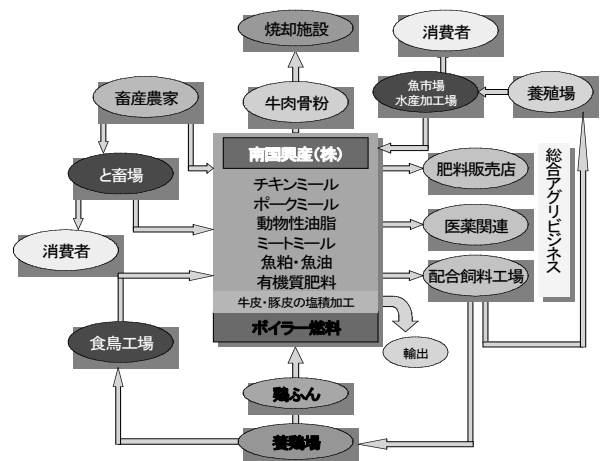 焼却施設
消費者
牛肉骨粉
魚市場
水産加工場
養殖場
畜産農家
南国興産(株)
と畜場
肥料販売店
チキンミール
ポークミール
動物性油脂
ミートミール
魚粕・魚油
有機質肥料
牛皮・豚皮の塩積加工
ボイラー燃料
医薬関連
消費者
配合飼料工場
総合アグリビジネス
食鳥工場
輸出
鶏ふん
養鶏場